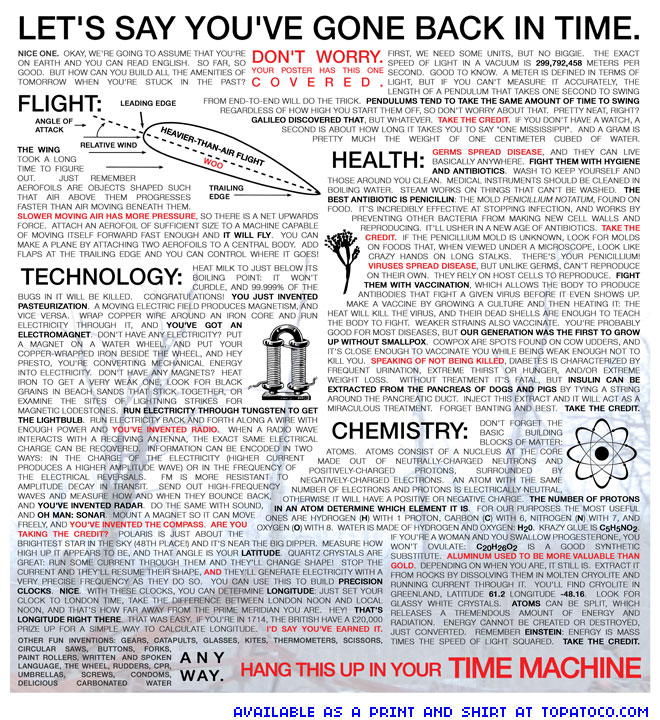 LET'S SAY YOU'VE GONE BACK IN TIME.
NICE ONE. OKAY, WE'RE GOING TO ASSUME THAT YOU'RE
ON EARTH AND YOU CAN READ ENGLISH. SO FAR, SO
GOOD. BUT HOW CAN YOU BUILD ALL THE AMENITIES OF
TOMORROW WHEN YOU'RE STUCK IN THE PAST?
DON'T WORRY.
YOUR POSTER HAS THIS ONE
COVERED.
FIRST, WE NEED SOME UNITS, BUT NO BIGGIE. THE EXACT
SPEED OF LIGHT IN A VACUUM IS 299,792,458 METERS PER
SECOND. GOOD TO KNOW. A METER IS DEFINED IN TERMS OF
LIGHT, BUT IF YOU CAN'T MEASURE IT ACCURATELY, THE
LENGTH OF A PENDULUM THAT TAKES ONE SECOND TO SWING
FROM END-TO-END WILL DO THE TRICK. PENDULUMS TEND TO TAKE THE SAME AMOUNT OF TIME TO SWING
REGARDLESS OF HOW HIGH YOU START THEM OFF, SO DON'T WORRY ABOUT THAT. PRETTY NEAT, RIGHT?
GALILEO DISCOVERED THAT, BUT WHATEVER. TAKE THE CREDIT. IF YOU DON'T HAVE A WATCH, A
SECOND IS ABOUT HOW LONG IT TAKES YOU TO SAY "ONE MISSISSIPPI". AND A GRAM IS
PRETTY MUCH THE WEIGHT OF ONE CENTIMETER CUBED OF WATER.
FLIGHT:
LEADING EDGE
ANGLE OF
ATTACK
RELATIVE WIND
HEAVIER-THAN-AIR FLIGHT
WOO
TRAILING
EDGE
THE WING
TOOK A LONG
TIME TO FIGURE
OUT. JUST REMEMBER
AEROFOILS ARE OBJECTS SHAPED SUCH
THAT AIR ABOVE THEM PROGRESSES
FASTER THAN AIR MOVING BENEATH THEM.
SLOWER MOVING AIR HAS MORE PRESSURE, SO THERE IS A NET UPWARDS
FORCE. ATTACH AN AEROFOIL OF SUFFICIENT SIZE TO A MACHINE CAPABLE
OF MOVING ITSELF FORWARD FAST ENOUGH AND IT WILL FLY. YOU CAN
MAKE A PLANE BY ATTACHING TWO AEROFOILS TO A CENTRAL BODY. ADD
FLAPS AT THE TRAILING EDGE AND YOU CAN CONTROL WHERE IT GOES!
TECHNOLOGY:
HEAT MILK TO JUST BELOW ITS
BOILING POINT: IT WON'T
CURDLE, AND 99.999% OF THE
BUGS IN IT WILL BE KILLED. CONGRATULATIONS! YOU JUST INVENTED
PASTEURIZATION. A MOVING ELECTRIC FIELD PRODUCES MAGNETISM, AND
VICE VERSA. WRAP COPPER WIRE AROUND AN IRON CORE AND RUN
ELECTRICITY THROUGH IT, AND YOU'VE GOT AN
ELECTROMAGNET. DON'T HAVE ANY ELECTRICITY? PUT
A MAGNET ON A WATER WHEEL, AND PUT YOUR
COPPER-WRAPPED IRON BESIDE THE WHEEL, AND HEY
PRESTO, YOU'RE CONVERTING MECHANICAL ENERGY
INTO ELECTRICITY. DON'T HAVE ANY MAGNETS? HEAT
IRON TO GET A VERY WEAK ONE, LOOK FOR BLACK
GRAINS IN BEACH SANDS THAT STICK TOGETHER, OR
EXAMINE THE SITES OF LIGHTNING STRIKES FOR
MAGNETIC LODESTONES. RUN ELECTRICITY THROUGH TUNGSTEN TO GET
THE LIGHTBULB. RUN ELECTRICITY BACK AND FORTH ALONG A WIRE WITH
ENOUGH POWER AND YOU'VE INVENTED RADIO. WHEN A RADIO WAVE
INTERACTS WITH A RECEIVING ANTENNA, THE EXACT SAME ELECTRICAL
CHARGE CAN BE RECOVERED. INFORMATION CAN BE ENCODED IN TWO
WAYS: IN THE CHARGE OF THE ELECTRICITY (HIGHER CURRENT
PRODUCES A HIGHER AMPLITUDE WAVE) OR IN THE FREQUENCY OF
THE ELECTRICAL REVERSALS. FM IS MORE RESISTANT TO
AMPLITUDE DECAY IN TRANSIT. SEND OUT HIGH-FREQUENCY
WAVES AND MEASURE HOW AND WHEN THEY BOUNCE BACK,
AND YOU'VE INVENTED RADAR. DO THE SAME WITH SOUND,
AND OH MAN: SONAR. MOUNT A MAGNET SO IT CAN MOVE
FREELY, AND YOU'VE INVENTED THE COMPASS. ARE YOU
TAKING THE CREDIT? POLARIS IS JUST ABOUT THE
BRIGHTEST STAR IN THE SKY (48TH PLACE!) AND IT'S NEAR THE BIG DIPPER. MEASURE HOW
HIGH UP IT APPEARS TO BE, AND THAT ANGLE IS YOUR LATITUDE. QUARTZ CRYSTALS ARE
GREAT: RUN SOME CURRENT THROUGH THEM AND THEY'LL CHANGE SHAPE! STOP THE
CURRENT AND THEY'LL RESUME THEIR SHAPE, AND THEY'LL GENERATE ELECTRICITY WITH A
VERY PRECISE FREQUENCY AS THEY DO SO. YOU CAN USE THIS TO BUILD PRECISION
CLOCKS. NICE. WITH THESE CLOCKS, YOU CAN DETERMINE LONGITUDE: JUST SET YOUR
CLOCK TO LONDON TIME, TAKE THE DIFFERENCE BETWEEN LONDON NOON AND LOCAL
NOON, AND THAT'S HOW FAR AWAY FROM THE PRIME MERIDIAN YOU ARE. HEY! THAT'S
LONGITUDE RIGHT THERE. THAT WAS EASY. IF YOU'RE IN 1714, THE BRITISH HAVE A £20,000
PRIZE UP FOR A SIMPLE WAY TO CALCULATE LONGITUDE. I'D SAY YOU'VE EARNED IT.
OTHER FUN INVENTIONS: GEARS, CATAPULTS, GLASSES, KITES, THERMOMETERS, SCISSORS,
CIRCULAR SAWS, BUTTONS, FORKS,
PAINT ROLLERS, WRITTEN AND SPOKEN
LANGUAGE, THE WHEEL, RUDDERS, CPR,
UMBRELLAS, SCREWS, CONDOMS,
DELICIOUS CARBONATED WATER
ANY
WAY.
HEALTH:
GERMS SPREAD DISEASE, AND THEY CAN LIVE
BASICALLY ANYWHERE. FIGHT THEM WITH HYGIENE
AND ANTIBIOTICS. WASH TO KEEP YOURSELF AND
THOSE AROUND YOU CLEAN. MEDICAL INSTRUMENTS SHOULD BE CLEANED IN
BOILING WATER. STEAM WORKS ON THINGS THAT CAN'T BE WASHED. THE
BEST ANTIBIOTIC IS PENICILLIN: THE MOLD PENICILLIUM NOTATUM, FOUND ON
FOOD. IT'S INCREDIBLY EFFECTIVE AT STOPPING INFECTION, AND WORKS BY
PREVENTING OTHER BACTERIA FROM MAKING NEW CELL WALLS AND
REPRODUCING. IT'LL USHER IN A NEW AGE OF ANTIBIOTICS. TAKE THE
CREDIT. IF THE PENICILLIUM MOLD IS UNKNOWN, LOOK FOR MOLDS
ON FOODS THAT, WHEN VIEWED UNDER A MICROSCOPE, LOOK LIKE
CRAZY HANDS ON LONG STALKS. THERE'S YOUR PENICILLIUM!
VIRUSES SPREAD DISEASE, BUT UNLIKE GERMS, CAN'T REPRODUCE
ON THEIR OWN. THEY RELY ON HOST CELLS TO REPRODUCE. FIGHT
THEM WITH VACCINATION, WHICH ALLOWS THE BODY TO PRODUCE
ANTIBODIES THAT FIGHT A GIVEN VIRUS BEFORE IT EVEN SHOWS UP.
MAKE A VACCINE BY GROWING A CULTURE AND THEN HEATING IT: THE
HEAT WILL KILL THE VIRUS, AND THEIR DEAD SHELLS ARE ENOUGH TO TEACH
THE BODY TO FIGHT. WEAKER STRAINS ALSO VACCINATE. YOU'RE PROBABLY
GOOD FOR MOST DISEASES, BUT OUR GENERATION WAS THE FIRST TO GROW
UP WITHOUT SMALLPOX. COWPOX ARE SPOTS FOUND ON COW UDDERS, AND
IT'S CLOSE ENOUGH TO VACCINATE YOU WHILE BEING WEAK ENOUGH NOT TO
KILL YOU. SPEAKING OF NOT BEING KILLED, DIABETES IS CHARACTERIZED BY
FREQUENT URINATION, EXTREME THIRST OR HUNGER, AND/OR EXTREME
WEIGHT LOSS. WITHOUT TREATMENT IT'S FATAL, BUT INSULIN CAN BE
EXTRACTED FROM THE PANCREAS OF DOGS AND PIGS BY TYING A STRING
AROUND THE PANCREATIC DUCT. INJECT THIS EXTRACT AND IT WILL ACT AS A
MIRACULOUS TREATMENT. FORGET BANTING AND BEST. TAKE THE CREDIT.
CHEMISTRY:
DON'T FORGET THE
BASIC BUILDING
BLOCKS OF MATTER:
ATOMS. ATOMS CONSIST OF A NUCLEUS AT THE CORE
MADE OUT OF NEUTRALLY-CHARGED NEUTRONS AND
POSITIVELY-CHARGED PROTONS, SURROUNDED BY
NEGATIVELY-CHARGED ELECTRONS. AN ATOM WITH THE SAME
NUMBER OF ELECTRONS AND PROTONS IS ELECTRICALLY NEUTRAL,
OTHERWISE IT WILL HAVE A POSITIVE OR NEGATIVE CHARGE. THE NUMBER OF PROTONS
IN AN ATOM DETERMINE WHICH ELEMENT IT IS. FOR OUR PURPOSES THE MOST USEFUL
ONES ARE HYDROGEN (H) WITH 1 PROTON, CARBON (C) WITH 6, NITROGEN (N) WITH 7, AND
OXYGEN (O) WITH 8. WATER IS MADE OF HYDROGEN AND OXYGEN: H2O. KRAZY GLUE IS C5H5NO2.
IF YOU'RE A WOMAN AND YOU SWALLOW PROGESTERONE, YOU
WON'T OVULATE: C20H26O2 IS A GOOD SYNTHETIC
SUBSTITUTE. ALUMINUM USED TO BE MORE VALUABLE THAN
GOLD. DEPENDING ON WHEN YOU ARE, IT STILL IS. EXTRACT IT
FROM ROCKS BY DISSOLVING THEM IN MOLTEN CRYOLITE AND
RUNNING CURRENT THROUGH IT. YOU'LL FIND CRYOLITE IN
GREENLAND, LATITUDE 61.2 LONGITUDE -48.16. LOOK FOR
GLASSY WHITE CRYSTALS. ATOMS CAN BE SPLIT, WHICH
RELEASES A TREMENDOUS AMOUNT OF ENERGY AND
RADIATION. ENERGY CANNOT BE CREATED OR DESTROYED,
JUST CONVERTED. REMEMBER EINSTEIN: ENERGY IS MASS
TIMES THE SPEED OF LIGHT SQUARED. TAKE THE CREDIT.
HANG THIS UP IN YOUR TIME MACHINE
AVAILABLE AS A PRINT AND SHIRT AT TOPATOCO.COM